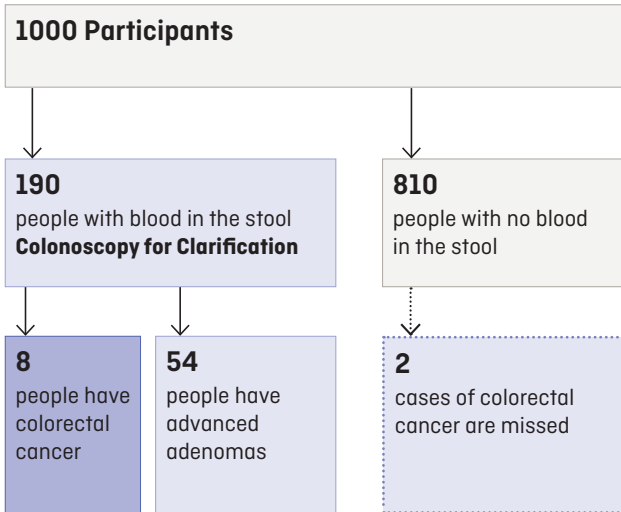 1000 Participants
190
people with blood in the stool
Colonoscopy for Clarification
810
people with no blood
in the stool
8
people have
colorectal
cancer
54
people have
advanced
adenomas
2
cases of colorectal
cancer are missed